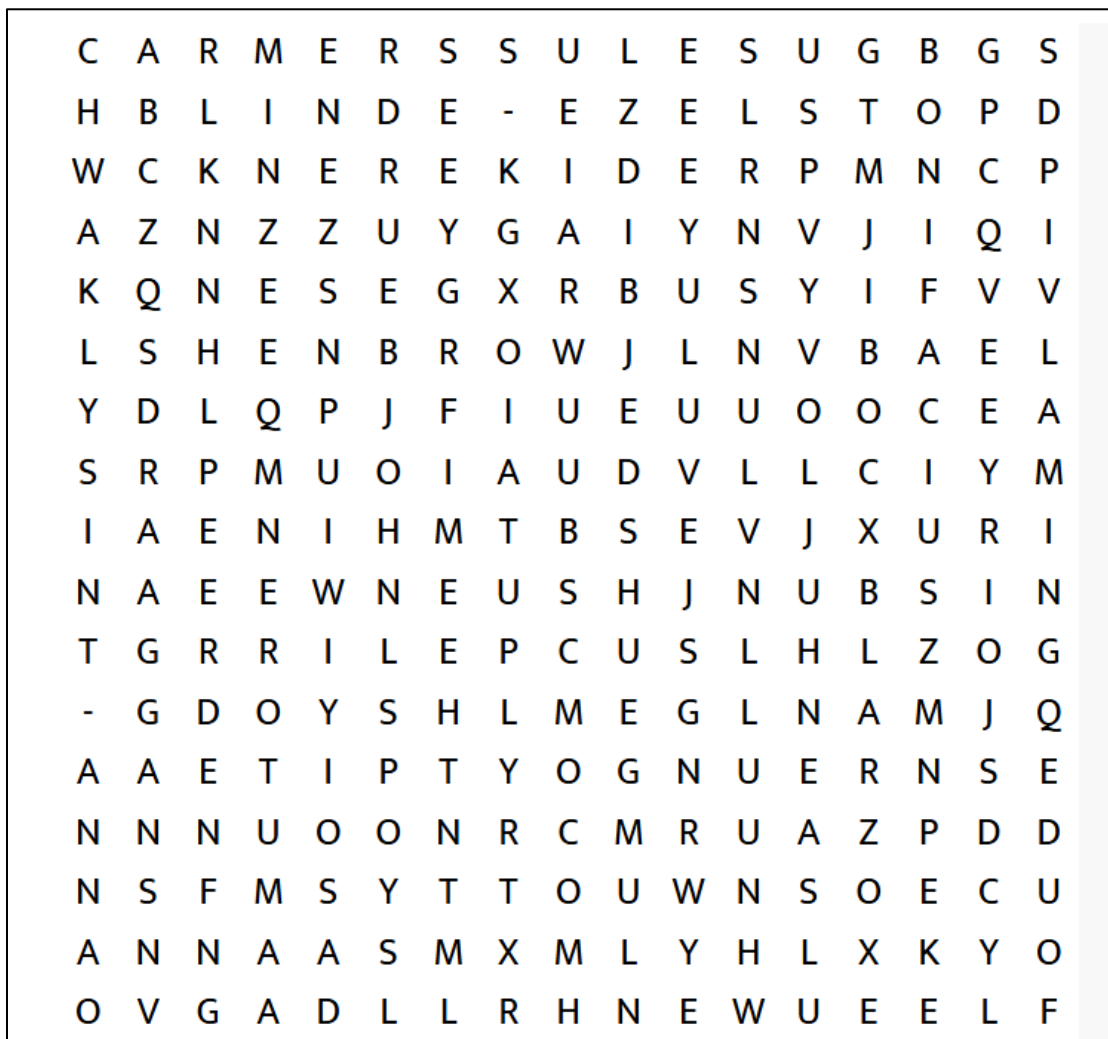 C A R M E R S S U L E S U G B G S
H B L I N D E - E Z E L S T O P D
W C K N E R E K I D E R P M N C P
A Z N Z Z U Y G A I Y N V J I Q I
K Q N E S E G X R B U S Y I F V V
L S H E N B R O W J L N V B A E L
Y D L Q P J F I U E U U O O C E A
S R P M U O I A U D V L L C I Y M
I A E N I H M T B S E V J X U R I
N A E E W N E U S H J N U B S I N
T G R R I L E P C U S L H L Z O G
- G D O Y S H L M E G L N A M J Q
A A E T I P T Y O G N U E R N S E
N N N U O O N R C M R U A Z P D D
N S F M S Y T T O U W N S O E C U
A N N A A S M X M L Y H L X K Y O
O V G A D L L R H N E W U E E L F